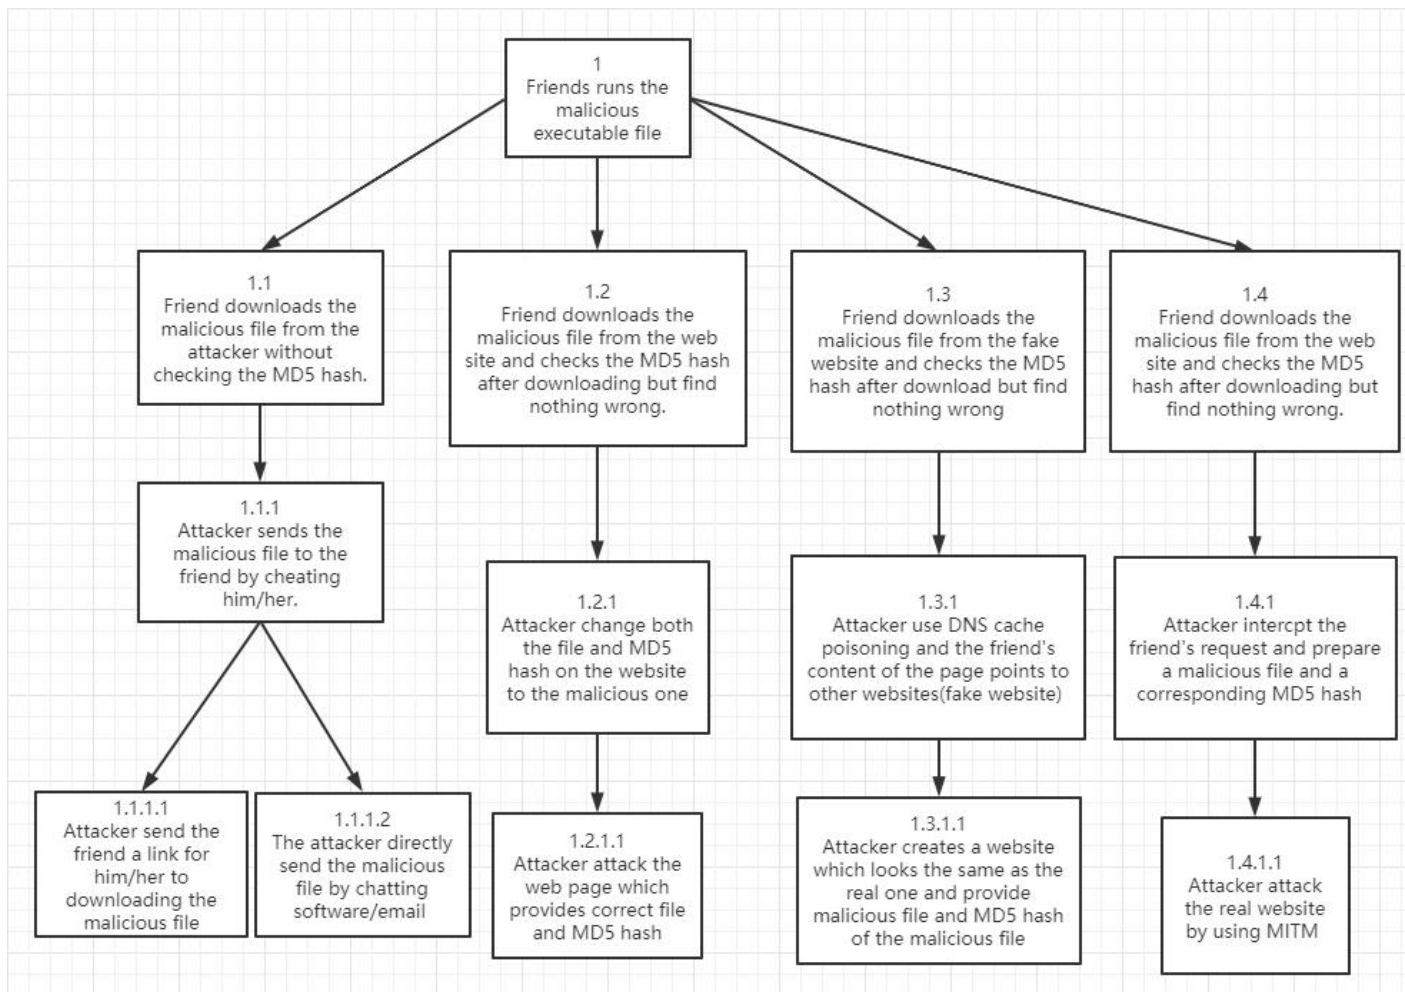 1
Friends runs the
malicious
executable file
1.1
Friend downloads the
malicious file from the
attacker without
checking the MD5 hash.
1.2
Friend downloads the
malicious file from the web
site and checks the MD5 hash
after downloading but find
nothing wrong.
1.3
Friend downloads the
malicious file from the fake
website and checks the MD5
hash after download but find
nothing wrong
1.4
Friend downloads the
malicious file from the web
site and checks the MD5
hash after downloading but
find nothing wrong.
1.1.1
Attacker sends the
malicious file to the
friend by cheating
him/her.
1.2.1
Attacker change both
the file and MD5
hash on the website
to the malicious one
1.3.1
Attacker use DNS cache
poisoning and the friend's
content of the page points to
other websites(fake website)
1.4.1
Attacker intercpt the
friend's request and prepare
a malicious file and a
corresponding MD5 hash
1.1.1.1
Attacker send the
friend a link for
him/her to
downloading the
malicious file
1.1.1.2
The attacker directly
send the malicious
file by chatting
software/email
1.2.1.1
Attacker attack the
web page which
provides correct file
and MD5 hash
1.3.1.1
Attacker creates a website
which looks the same as the
real one and provide
malicious file and MD5 hash
of the malicious file
1.4.1.1
Attacker attack
the real website
by using MITM